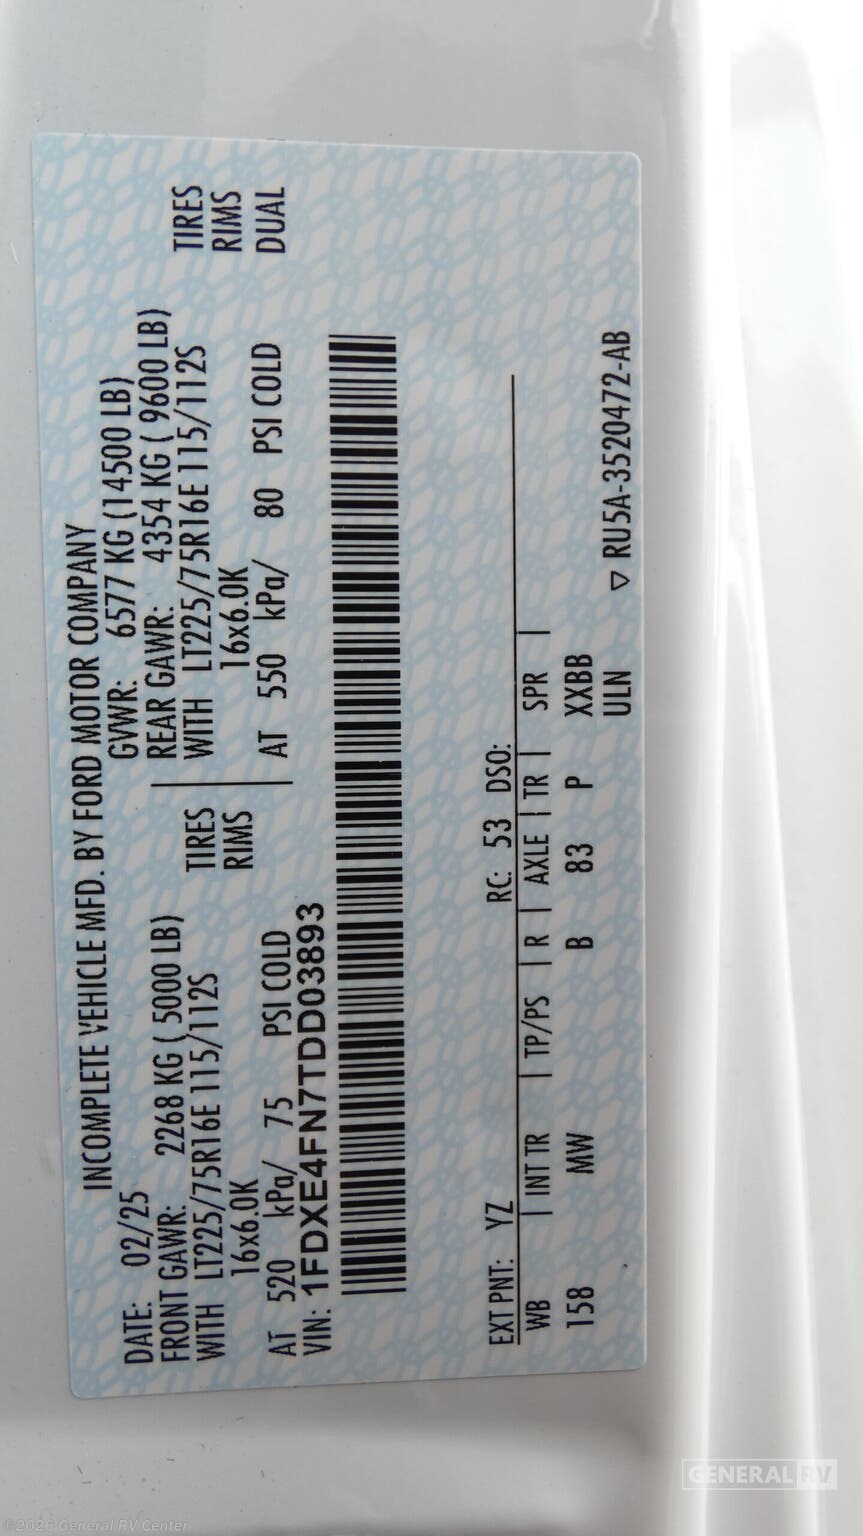 INCOMPLETE VEHICLE MFD. BY FORD MOTOR COMPANY
DATE: 02/25 GVWR: 6577 KG (14500 LB)
FRONT GAWR: 2268 KG ( 5000 LB) REAR GAWR: 4354 KG ( 9600 LB)
WITH LT225/75R16E 115/112S TIRES WITH LT225/75R16E 115/112S TIRES
16x6.0K RIMS 16x6.0K RIMS
AT 520 kPa/ 75 PSI COLD AT 550 kPa/ 80 PSI COLD DUAL
VIN: 1FDXE4FN7TDD03893
EXT PNT: YZ RC: 53 DSO:
WB | INT TR | TP/PS | R | AXLE | TR | SPR |
158 MW B 83 P XXBB
ULN
▽ RU5A-3520472-AB
GENERAL RV
©2026 General RV Center